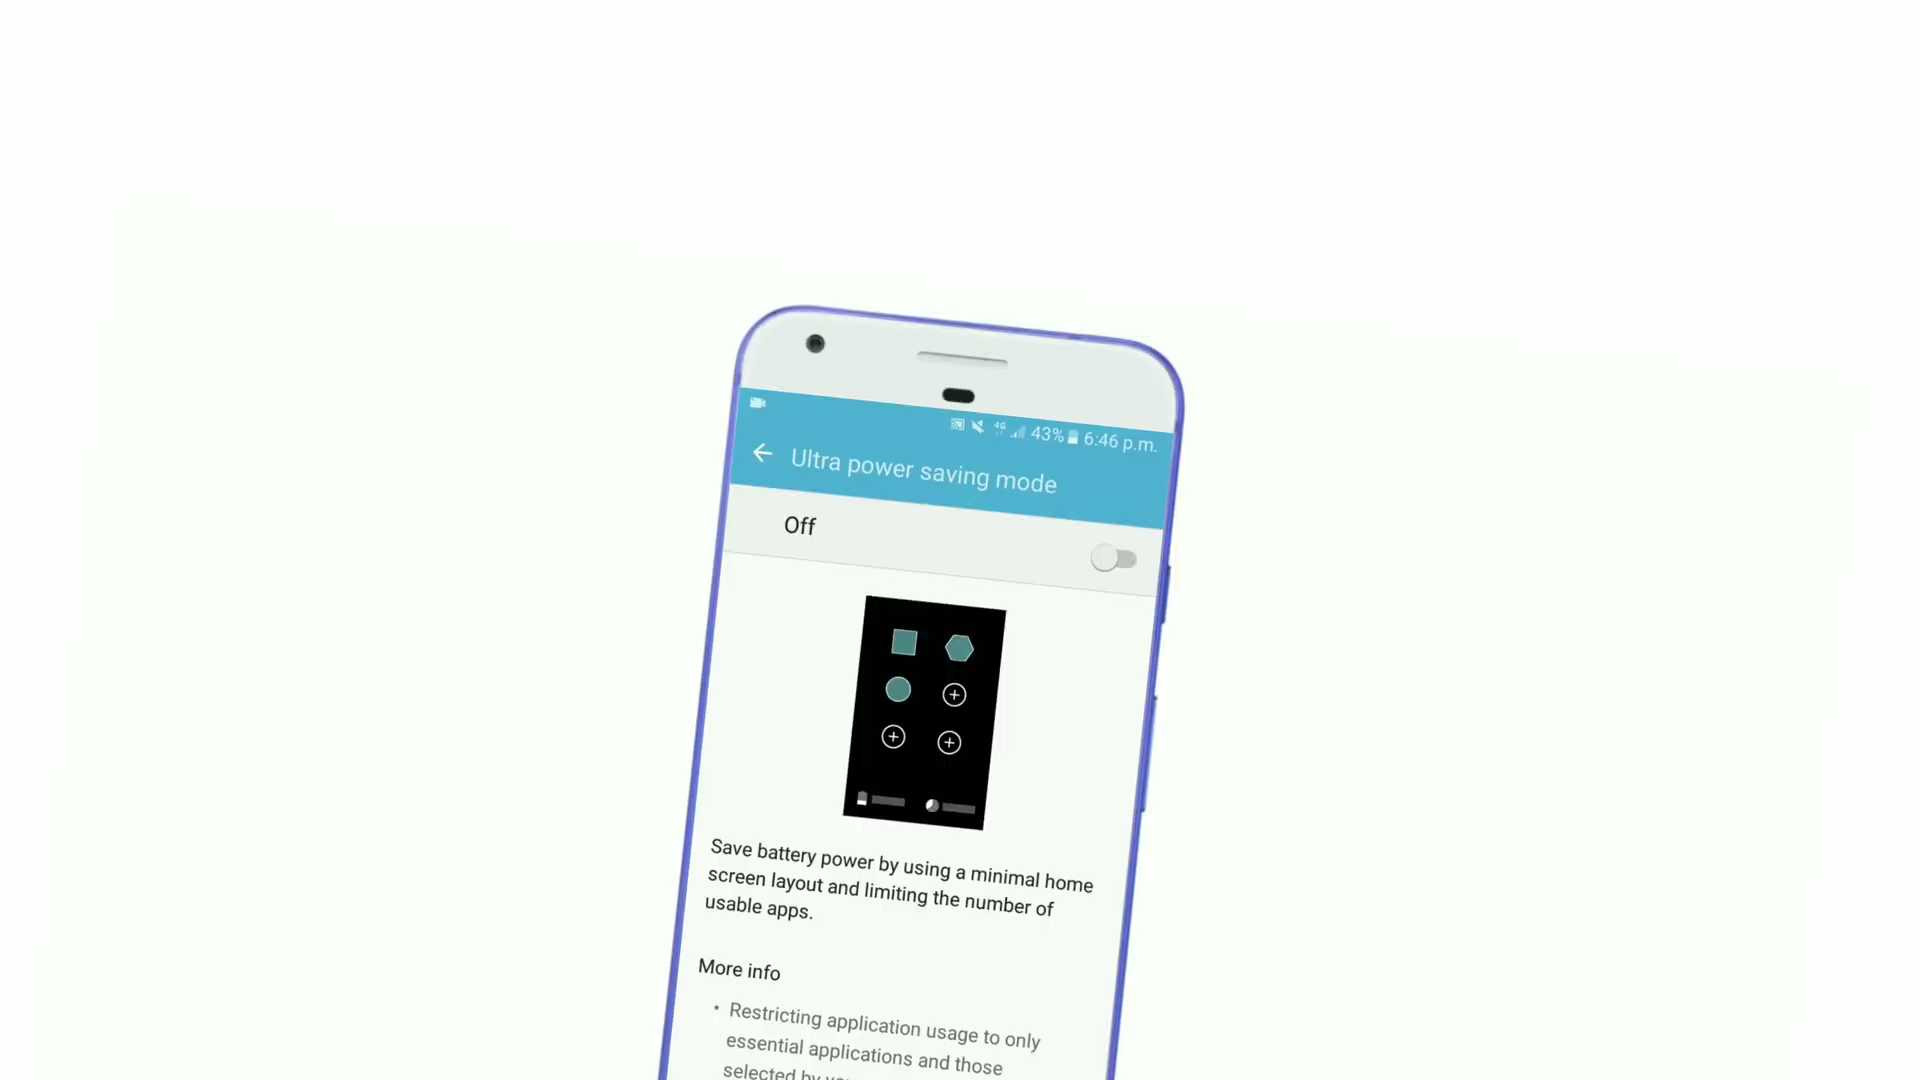 4G 43% 6:46 p.m.
Ultra power saving mode
Off
Save battery power by using a minimal home
screen layout and limiting the number of
usable apps.
More info
• Restricting application usage to only
essential applications and those
selected by